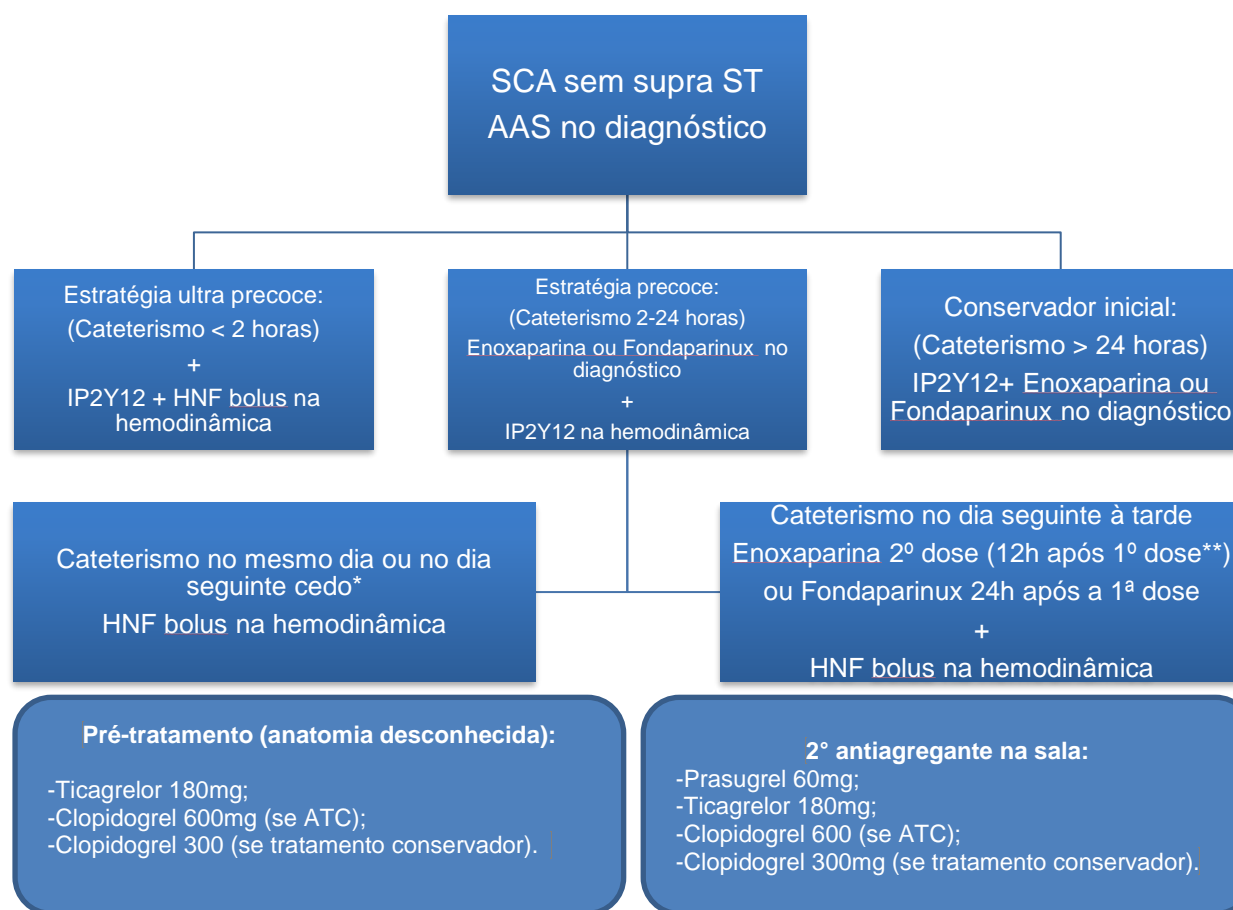 SCA sem supra ST
AAS no diagnóstico
Estratégia ultra precoce:
(Cateterismo < 2 horas)
+
IP2Y12 + HNF bolus na
hemodinâmica
Estratégia precoce:
(Cateterismo 2-24 horas)
Enoxaparina ou Fondaparinux no
diagnóstico
+
IP2Y12 na hemodinâmica
Conservador inicial:
(Cateterismo > 24 horas)
IP2Y12+ Enoxaparina ou
Fondaparinux no diagnóstico
Cateterismo no mesmo dia ou no dia
seguinte cedo*
HNF bolus na hemodinâmica
Cateterismo no dia seguinte à tarde
Enoxaparina 2º dose (12h após 1º dose**)
ou Fondaparinux 24h após a 1ª dose
+
HNF bolus na hemodinâmica
Pré-tratamento (anatomia desconhecida):
-Ticagrelor 180mg;
-Clopidogrel 600mg (se ATC);
-Clopidogrel 300 (se tratamento conservador).
2° antiagregante na sala:
-Prasugrel 60mg;
-Ticagrelor 180mg;
-Clopidogrel 600 (se ATC);
-Clopidogrel 300mg (se tratamento conservador).